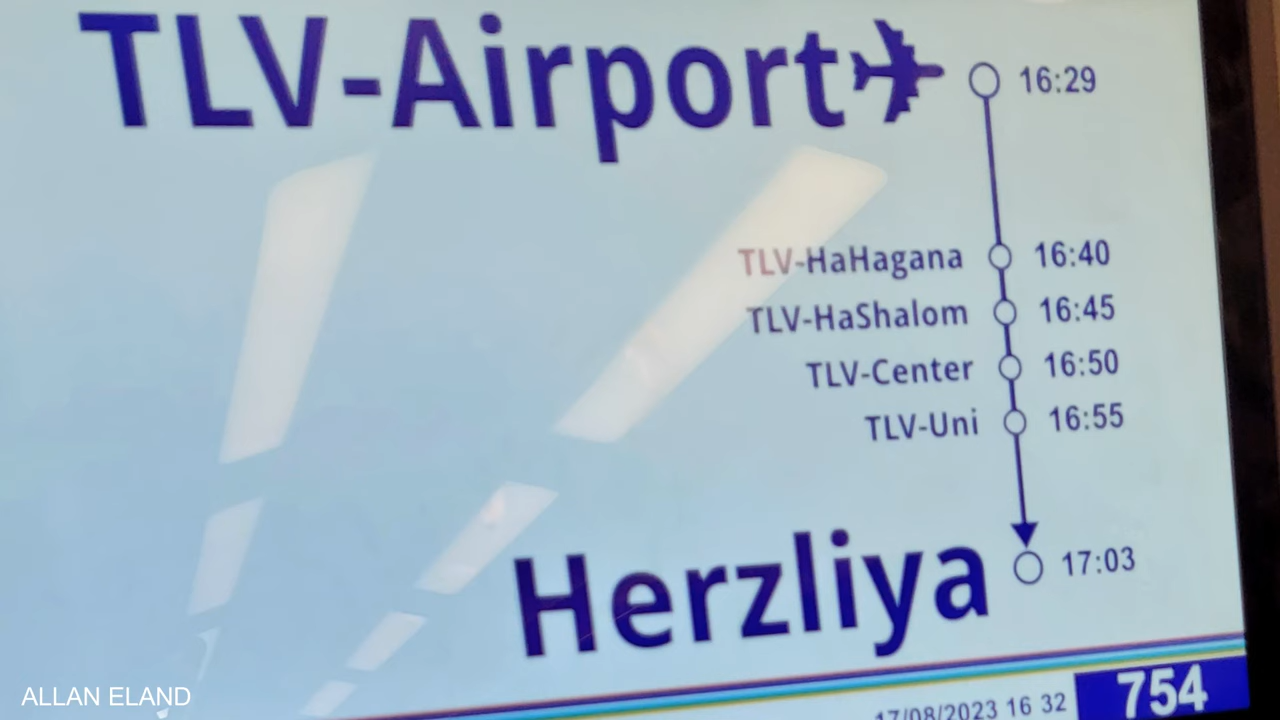 TLV-Airport 16:29
TLV-HaHagana 16:40
TLV-HaShalom 16:45
TLV-Center 16:50
TLV-Uni 16:55
Herzliya 17:03
17/08/2023 16 32 754
ALLAN ELAND